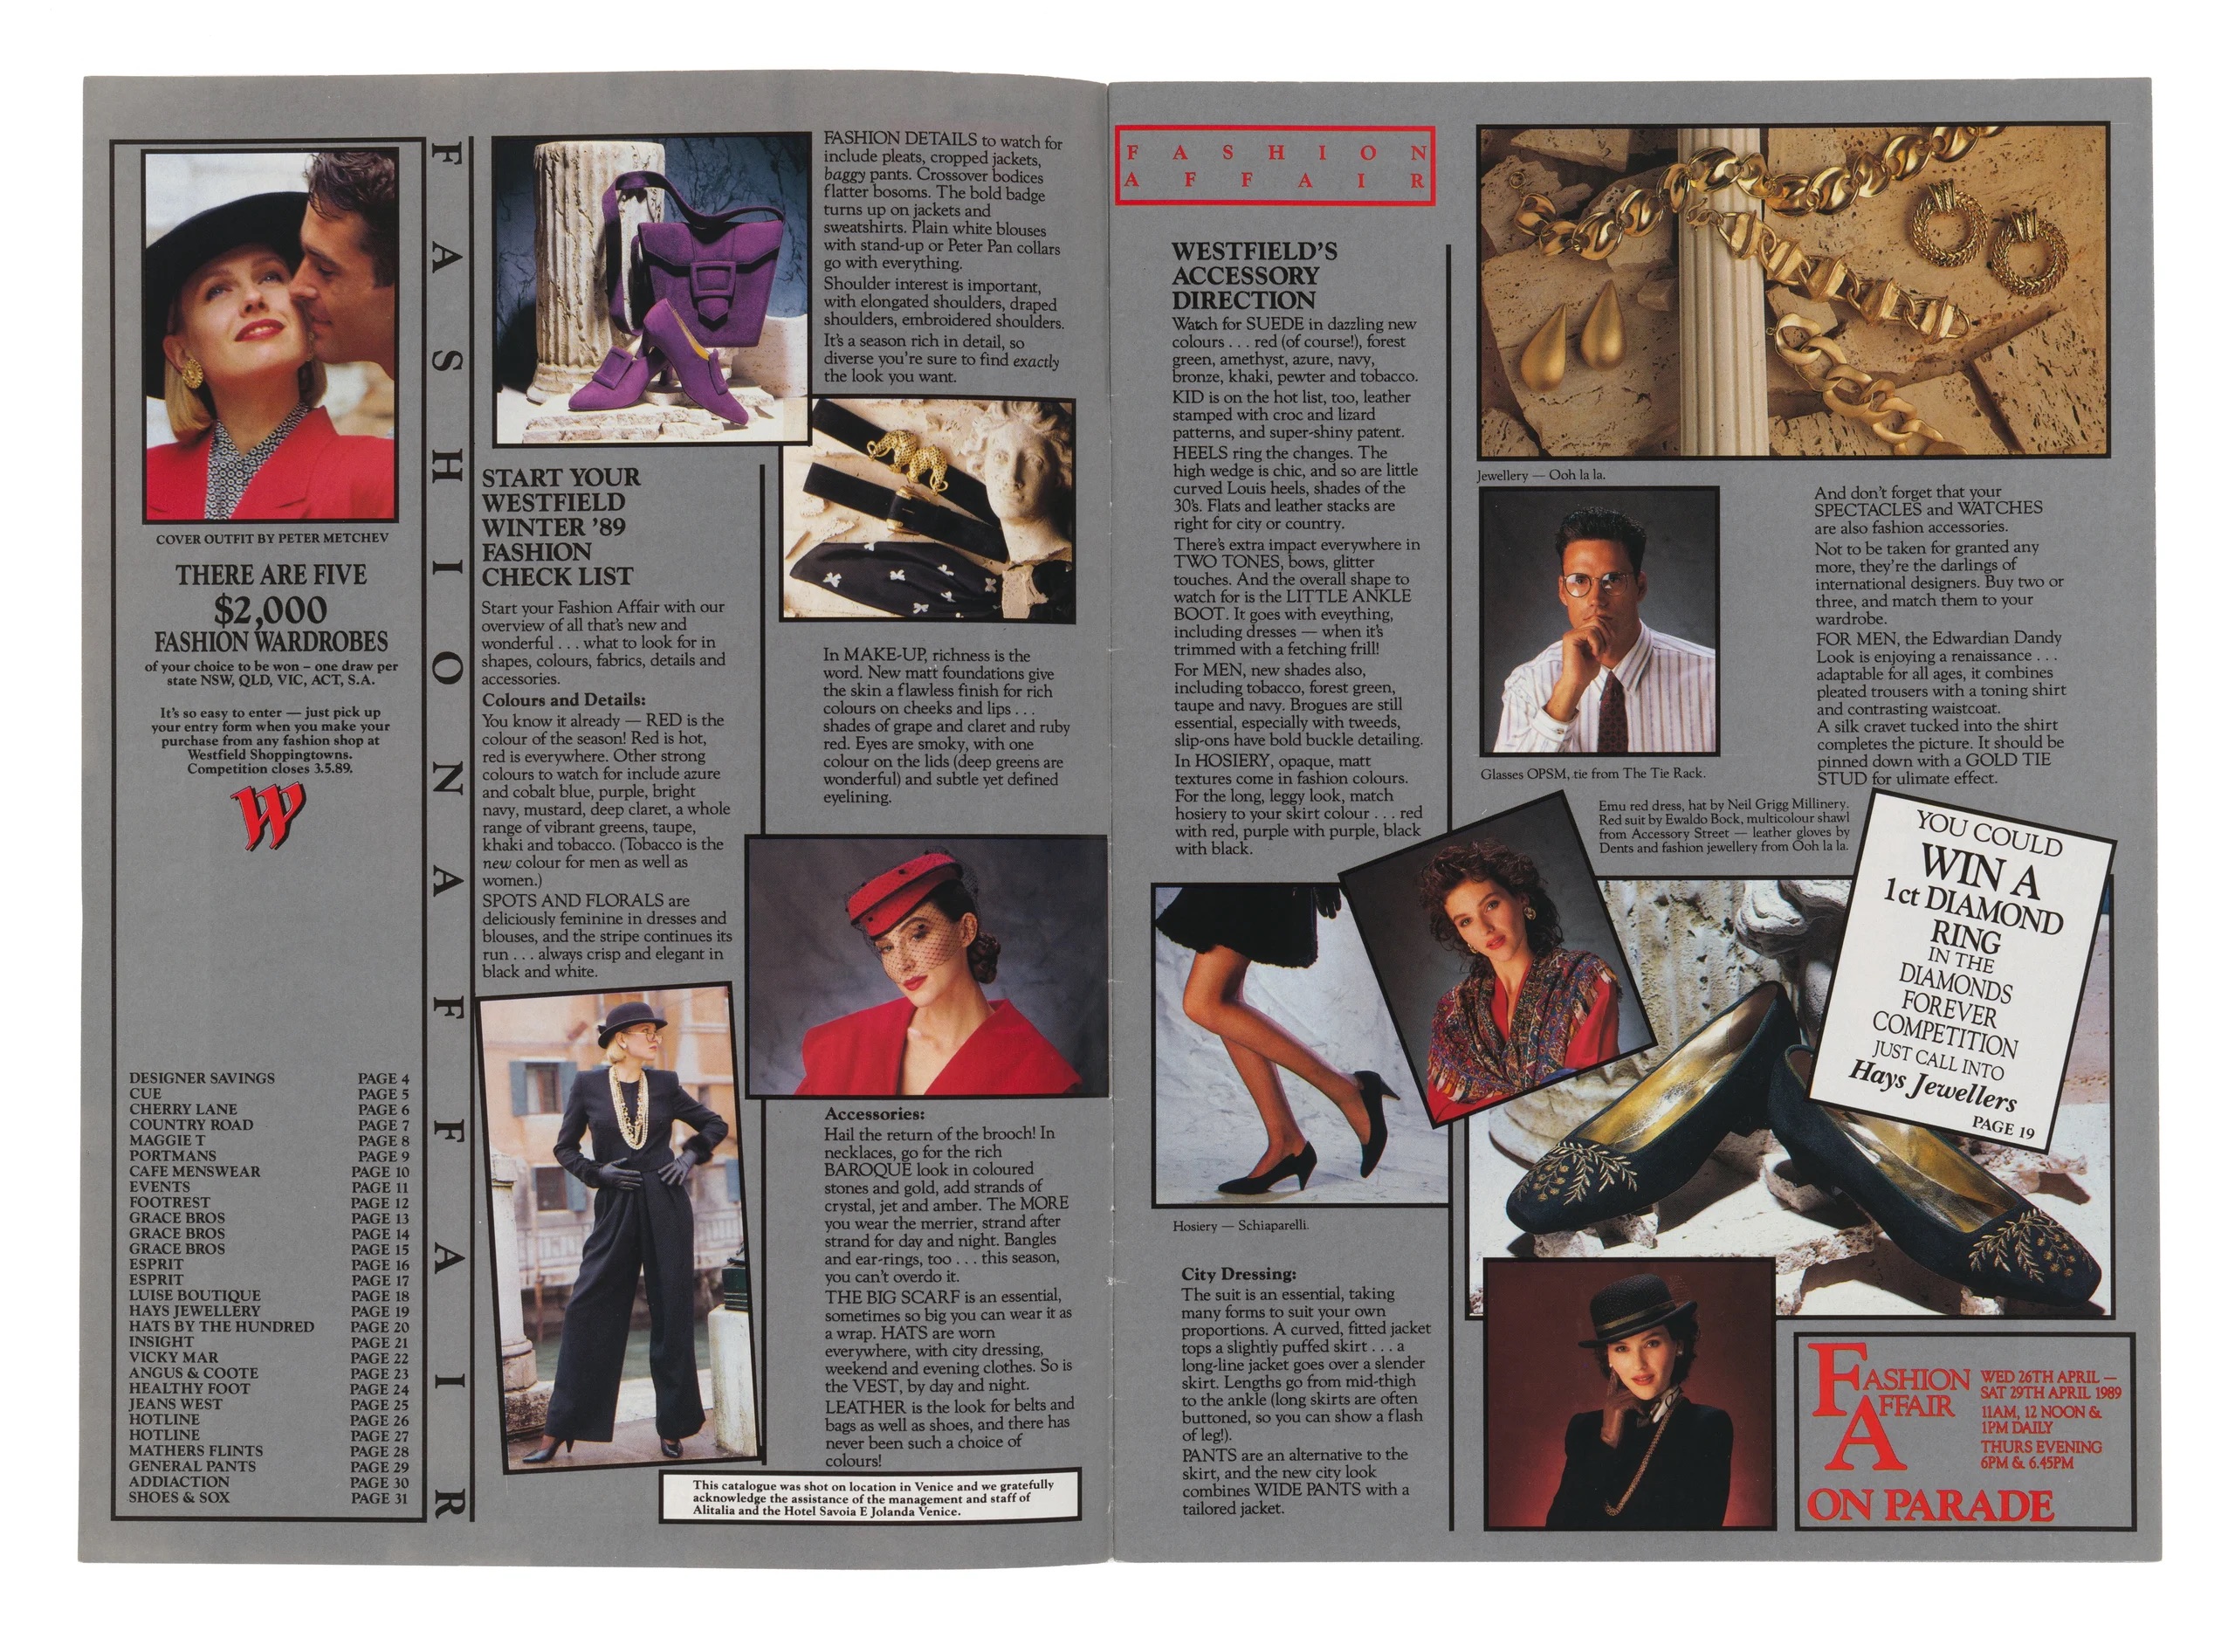 COVER OUTFIT BY PETER METCHEV
THERE ARE FIVE
$2,000
FASHION WARDROBES
of your choice to be won – one draw per
state NSW, QLD, VIC, ACT, S.A.
It's so easy to enter — just pick up
your entry form when you make your
purchase from any fashion shop at
Westfield Shoppingtowns.
Competition closes 3.5.89.
W
DESIGNER SAVINGS PAGE 4
CUE PAGE 5
CHERRY LANE PAGE 6
COUNTRY ROAD PAGE 7
MAGGIE T PAGE 8
PORTMANS PAGE 9
CAFE MENSWEAR PAGE 10
EVENTS PAGE 11
FOOTREST PAGE 12
GRACE BROS PAGE 13
GRACE BROS PAGE 14
GRACE BROS PAGE 15
ESPRIT PAGE 16
ESPRIT PAGE 17
LUISE BOUTIQUE PAGE 18
HAYS JEWELLERY PAGE 19
HATS BY THE HUNDRED PAGE 20
INSIGHT PAGE 21
VICKY MAR PAGE 22
ANGUS & COOTE PAGE 23
HEALTHY FOOT PAGE 24
JEANS WEST PAGE 25
HOTLINE PAGE 26
HOTLINE PAGE 27
MATHERS FLINTS PAGE 28
GENERAL PANTS PAGE 29
ADDIACTION PAGE 30
SHOES & SOX PAGE 31
FASHION AFFAIR
START YOUR
WESTFIELD
WINTER '89
FASHION
CHECK LIST
Start your Fashion Affair with our
overview of all that's new and
wonderful . . . what to look for in
shapes, colours, fabrics, details and
accessories.
Colours and Details:
You know it already — RED is the
colour of the season! Red is hot,
red is everywhere. Other strong
colours to watch for include azure
and cobalt blue, purple, bright
navy, mustard, deep claret, a whole
range of vibrant greens, taupe,
khaki and tobacco. (Tobacco is the
new colour for men as well as
women.)
SPOTS AND FLORALS are
deliciously feminine in dresses and
blouses, and the stripe continues its
run . . . always crisp and elegant in
black and white.
FASHION DETAILS to watch for
include pleats, cropped jackets,
baggy pants. Crossover bodices
flatter bosoms. The bold badge
turns up on jackets and
sweatshirts. Plain white blouses
with stand-up or Peter Pan collars
go with everything.
Shoulder interest is important,
with elongated shoulders, draped
shoulders, embroidered shoulders.
It's a season rich in detail, so
diverse you're sure to find exactly
the look you want.
In MAKE-UP, richness is the
word. New matt foundations give
the skin a flawless finish for rich
colours on cheeks and lips . . .
shades of grape and claret and ruby
red. Eyes are smoky, with one
colour on the lids (deep greens are
wonderful) and subtle yet defined
eyelining.
Accessories:
Hail the return of the brooch! In
necklaces, go for the rich
BAROQUE look in coloured
stones and gold, add strands of
crystal, jet and amber. The MORE
you wear the merrier, strand after
strand for day and night. Bangles
and ear-rings, too . . . this season,
you can't overdo it.
THE BIG SCARF is an essential,
sometimes so big you can wear it as
a wrap. HATS are worn
everywhere, with city dressing,
weekend and evening clothes. So is
the VEST, by day and night.
LEATHER is the look for belts and
bags as well as shoes, and there has
never been such a choice of
colours!
This catalogue was shot on location in Venice and we gratefully
acknowledge the assistance of the management and staff of
Alitalia and the Hotel Savoia E Jolanda Venice.
FASHION
AFFAIR
WESTFIELD'S
ACCESSORY
DIRECTION
Watch for SUEDE in dazzling new
colours . . . red (of course!), forest
green, amethyst, azure, navy,
bronze, khaki, pewter and tobacco.
KID is on the hot list, too, leather
stamped with croc and lizard
patterns, and super-shiny patent.
HEELS ring the changes. The
high wedge is chic, and so are little
curved Louis heels, shades of the
30's. Flats and leather stacks are
right for city or country.
There's extra impact everywhere in
TWO TONES, bows, glitter
touches. And the overall shape to
watch for is the LITTLE ANKLE
BOOT. It goes with eveything,
including dresses — when it's
trimmed with a fetching frill!
For MEN, new shades also,
including tobacco, forest green,
taupe and navy. Brogues are still
essential, especially with tweeds,
slip-ons have bold buckle detailing.
In HOSIERY, opaque, matt
textures come in fashion colours.
For the long, leggy look, match
hosiery to your skirt colour . . . red
with red, purple with purple, black
with black.
Hosiery — Schiaparelli.
City Dressing:
The suit is an essential, taking
many forms to suit your own
proportions. A curved, fitted jacket
tops a slightly puffed skirt . . . a
long-line jacket goes over a slender
skirt. Lengths go from mid-thigh
to the ankle (long skirts are often
buttoned, so you can show a flash
of leg!).
PANTS are an alternative to the
skirt, and the new city look
combines WIDE PANTS with a
tailored jacket.
Jewellery — Ooh la la.
Glasses OPSM, tie from The Tie Rack.
And don't forget that your
SPECTACLES and WATCHES
are also fashion accessories.
Not to be taken for granted any
more, they're the darlings of
international designers. Buy two or
three, and match them to your
wardrobe.
FOR MEN, the Edwardian Dandy
Look is enjoying a renaissance . . .
adaptable for all ages, it combines
pleated trousers with a toning shirt
and contrasting waistcoat.
A silk cravet tucked into the shirt
completes the picture. It should be
pinned down with a GOLD TIE
STUD for ulimate effect.
Emu red dress, hat by Neil Grigg Millinery.
Red suit by Ewaldo Bock, multicolour shawl
from Accessory Street — leather gloves by
Dents and fashion jewellery from Ooh la la.
YOU COULD
WIN A
1ct DIAMOND
RING
IN THE
DIAMONDS
FOREVER
COMPETITION
JUST CALL INTO
Hays Jewellers
PAGE 19
FASHION
AFFAIR
WED 26TH APRIL —
SAT 29TH APRIL 1989
11AM, 12 NOON &
1PM DAILY
THURS EVENING
6PM & 6.45PM
ON PARADE